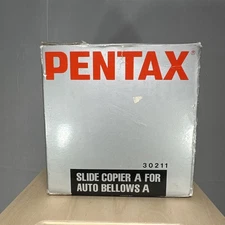 PENTAX
30211
SLIDE COPIER A FOR
AUTO BELLOWS A